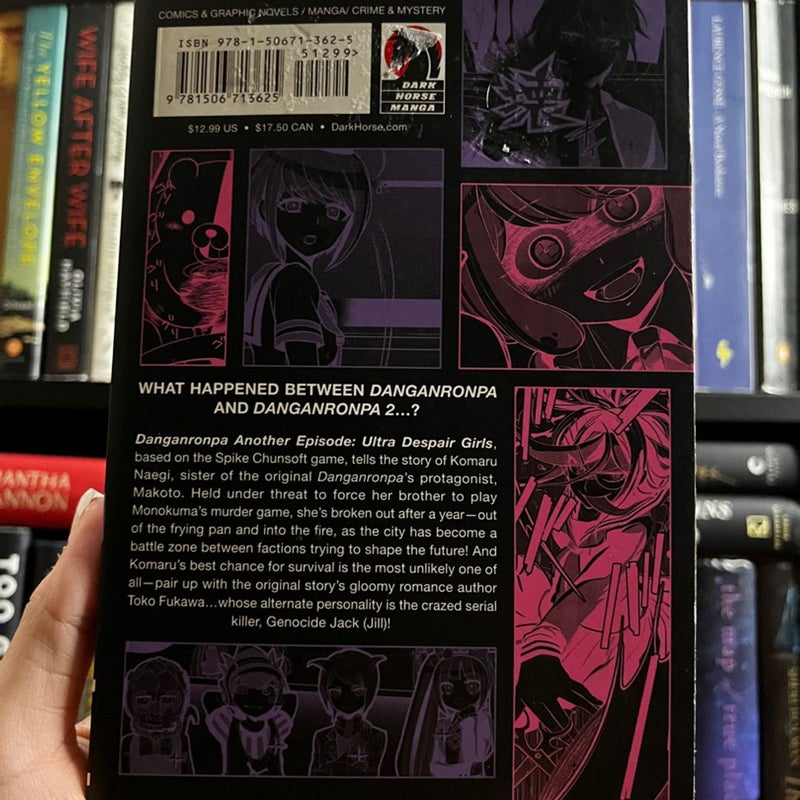 COMICS & GRAPHIC NOVELS / MANGA/ CRIME & MYSTERY
ISBN 978-1-50671-362-5
51299>
9 781506 713625
DARK
HORSE
MANGA
$12.99 US • $17.50 CAN • DarkHorse.com
WHAT HAPPENED BETWEEN DANGANRONPA
AND DANGANRONPA 2...?
Danganronpa Another Episode: Ultra Despair Girls,
based on the Spike Chunsoft game, tells the story of Komaru
Naegi, sister of the original Danganronpa's protagonist,
Makoto. Held under threat to force her brother to play
Monokuma's murder game, she's broken out after a year—out
of the frying pan and into the fire, as the city has become a
battle zone between factions trying to shape the future! And
Komaru's best chance for survival is the most unlikely one of
all—pair up with the original story's gloomy romance author
Toko Fukawa...whose alternate personality is the crazed serial
killer, Genocide Jack (Jill)!
The YELLOW ENVELOPE
WIFE AFTER WIFE
OLIVIA HAYFIELD
the map